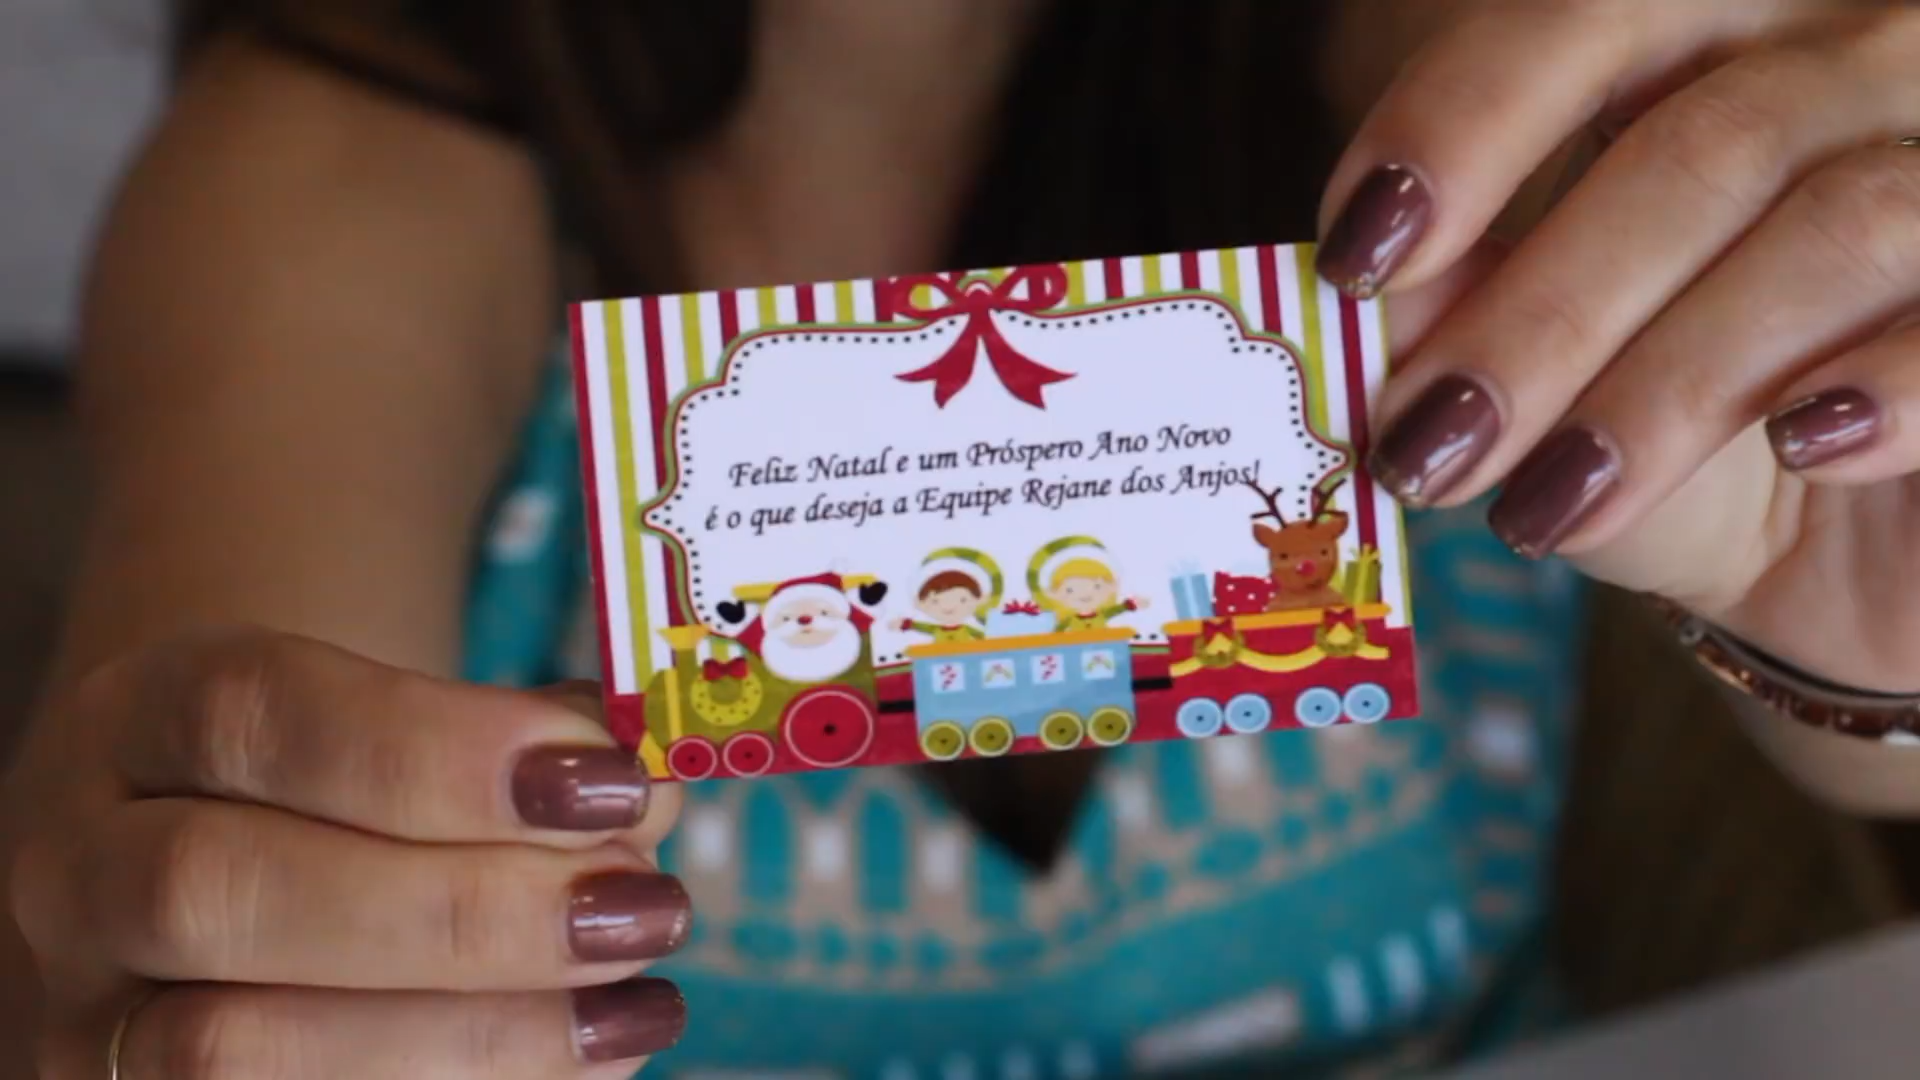 Feliz Natal e um Próspero Ano Novo
é o que deseja a Equipe Rejane dos Anjos!